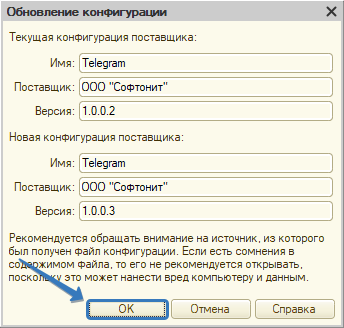 Обновление конфигурации
Текущая конфигурация поставщика:
Имя: Telegram
Поставщик: ООО "Софтонит"
Версия: 1.0.0.2
Новая конфигурация поставщика:
Имя: Telegram
Поставщик: ООО "Софтонит"
Версия: 1.0.0.3
Рекомендуется обращать внимание на источник, из которого
был получен файл конфигурации. Если есть сомнения в
содержимом файла, то его не рекомендуется открывать,
поскольку это может нанести вред компьютеру и данным.
ОК Отмена Справка